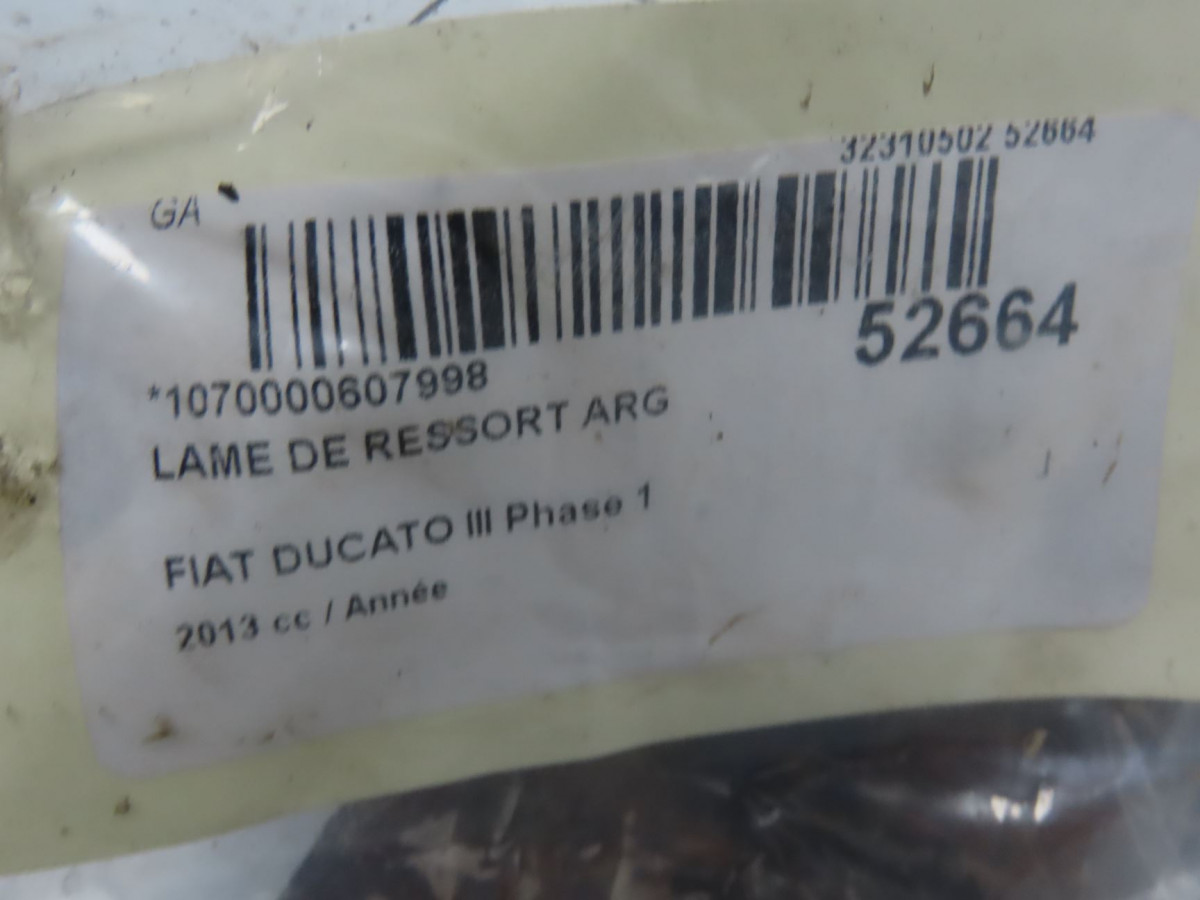 32310502 52664
GA
52664
*1070000607998
LAME DE RESSORT ARG
FIAT DUCATO III Phase 1
2013 cc / Année